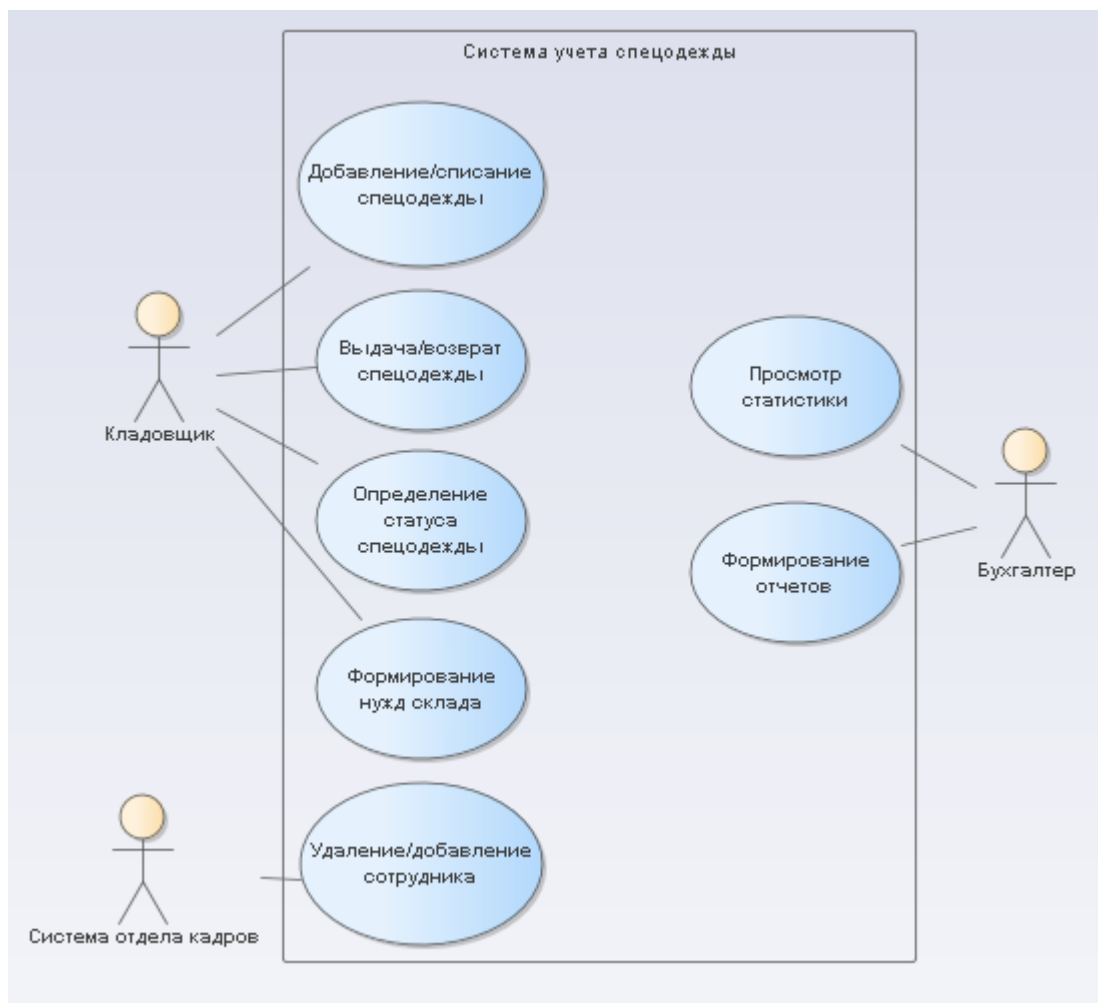 Система учета спецодежды
Добавление/списание
спецодежды
Выдача/возврат
спецодежды
Кладовщик
Определение
статуса
спецодежды
Формирование
нужд склада
Удаление/добавление
сотрудника
Система отдела кадров
Просмотр
статистики
Формирование
отчетов
Бухгалтер